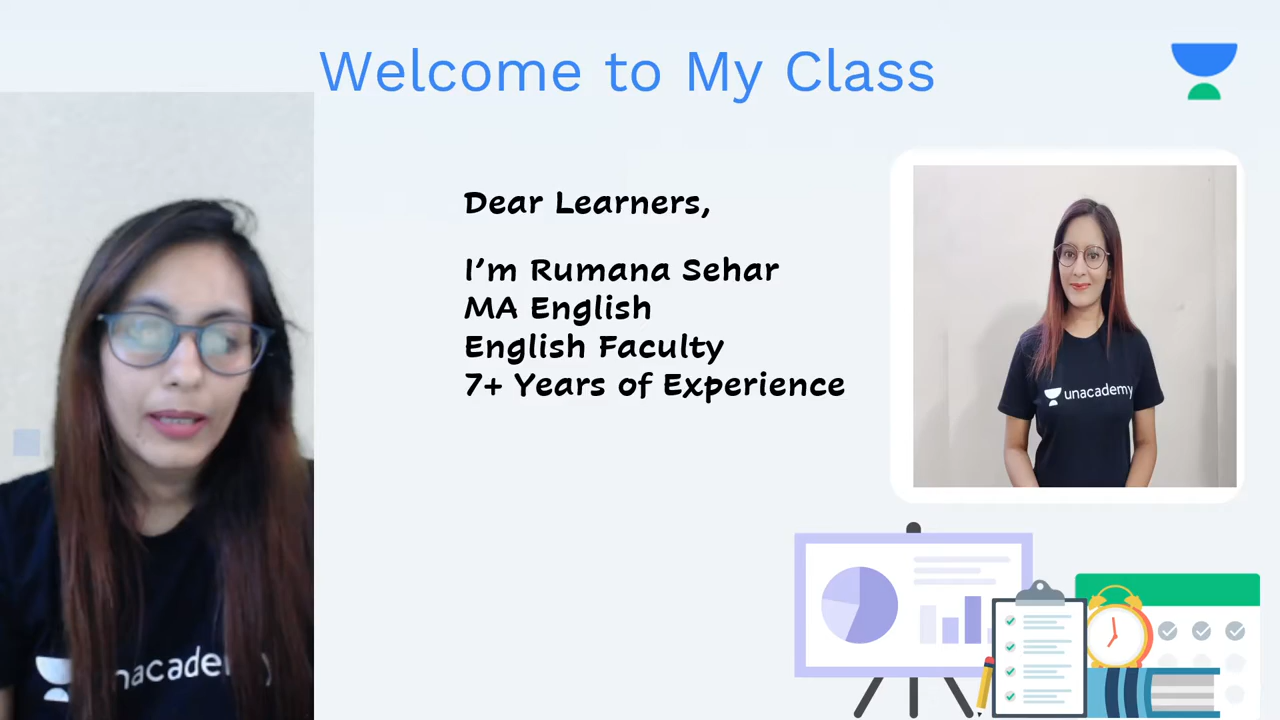 Welcome to My Class
Dear Learners,
I'm Rumana Sehar
MA English
English Faculty
7+ Years of Experience
unacademy